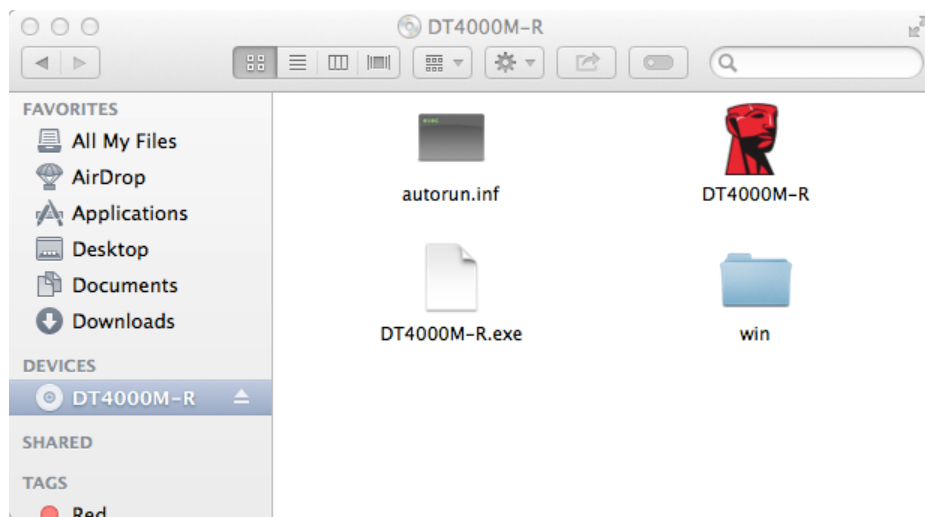 DT4000M-R
FAVORITES
All My Files
AirDrop
Applications
Desktop
Documents
Downloads
DEVICES
DT4000M-R
SHARED
TAGS
Red
autorun.inf
DT4000M-R
DT4000M-R.exe
win